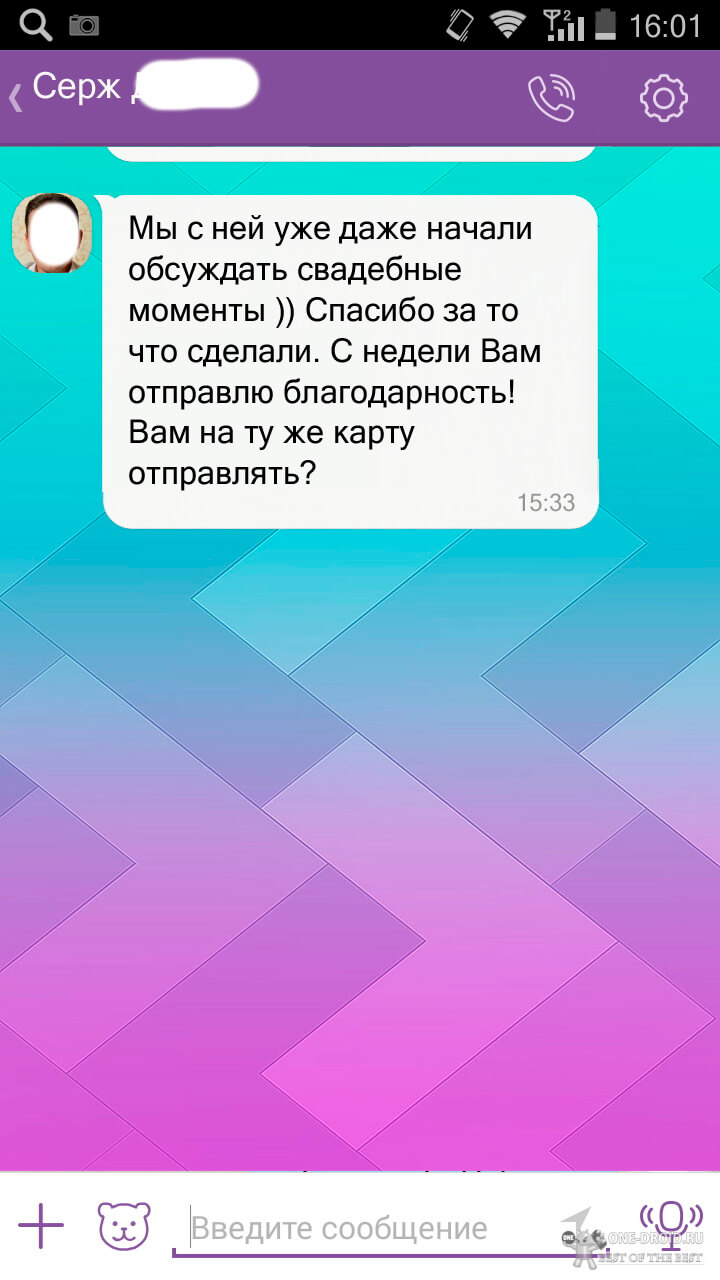 16:01
Серж
Мы с ней уже даже начали
обсуждать свадебные
моменты )) Спасибо за то
что сделали. С недели Вам
отправлю благодарность!
Вам на ту же карту
отправлять?
15:33
Введите сообщение
ONE ONE-DROID.RU
BEST OF THE BEST